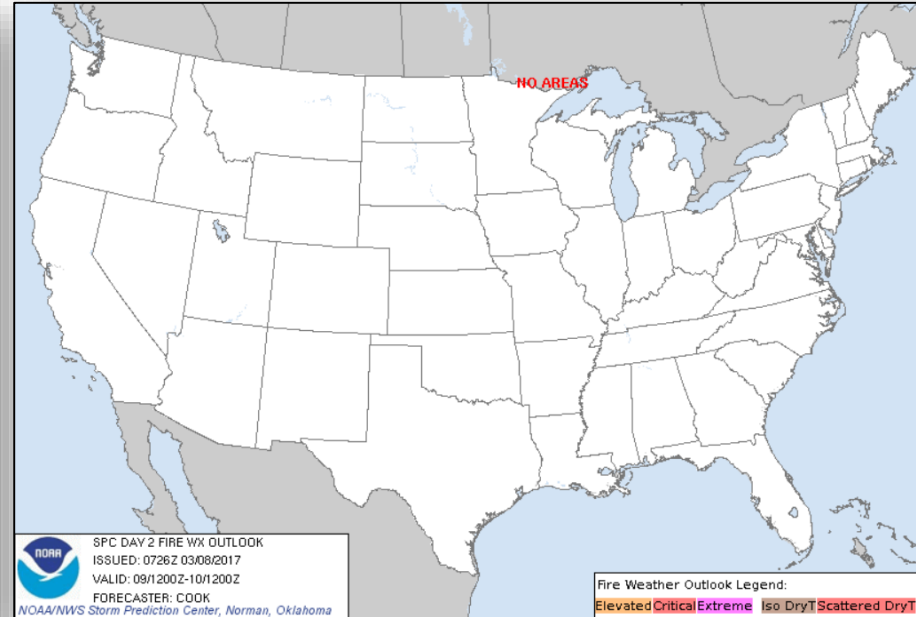 NO AREAS
NOAA
SPC DAY 2 FIRE WX OUTLOOK
ISSUED: 0726Z 03/08/2017
VALID: 09/1200Z-10/1200Z
FORECASTER: COOK
NOAA/NWS Storm Prediction Center, Norman, Oklahoma
Fire Weather Outlook Legend:
Elevated Critical Extreme Iso DryT Scattered DryT